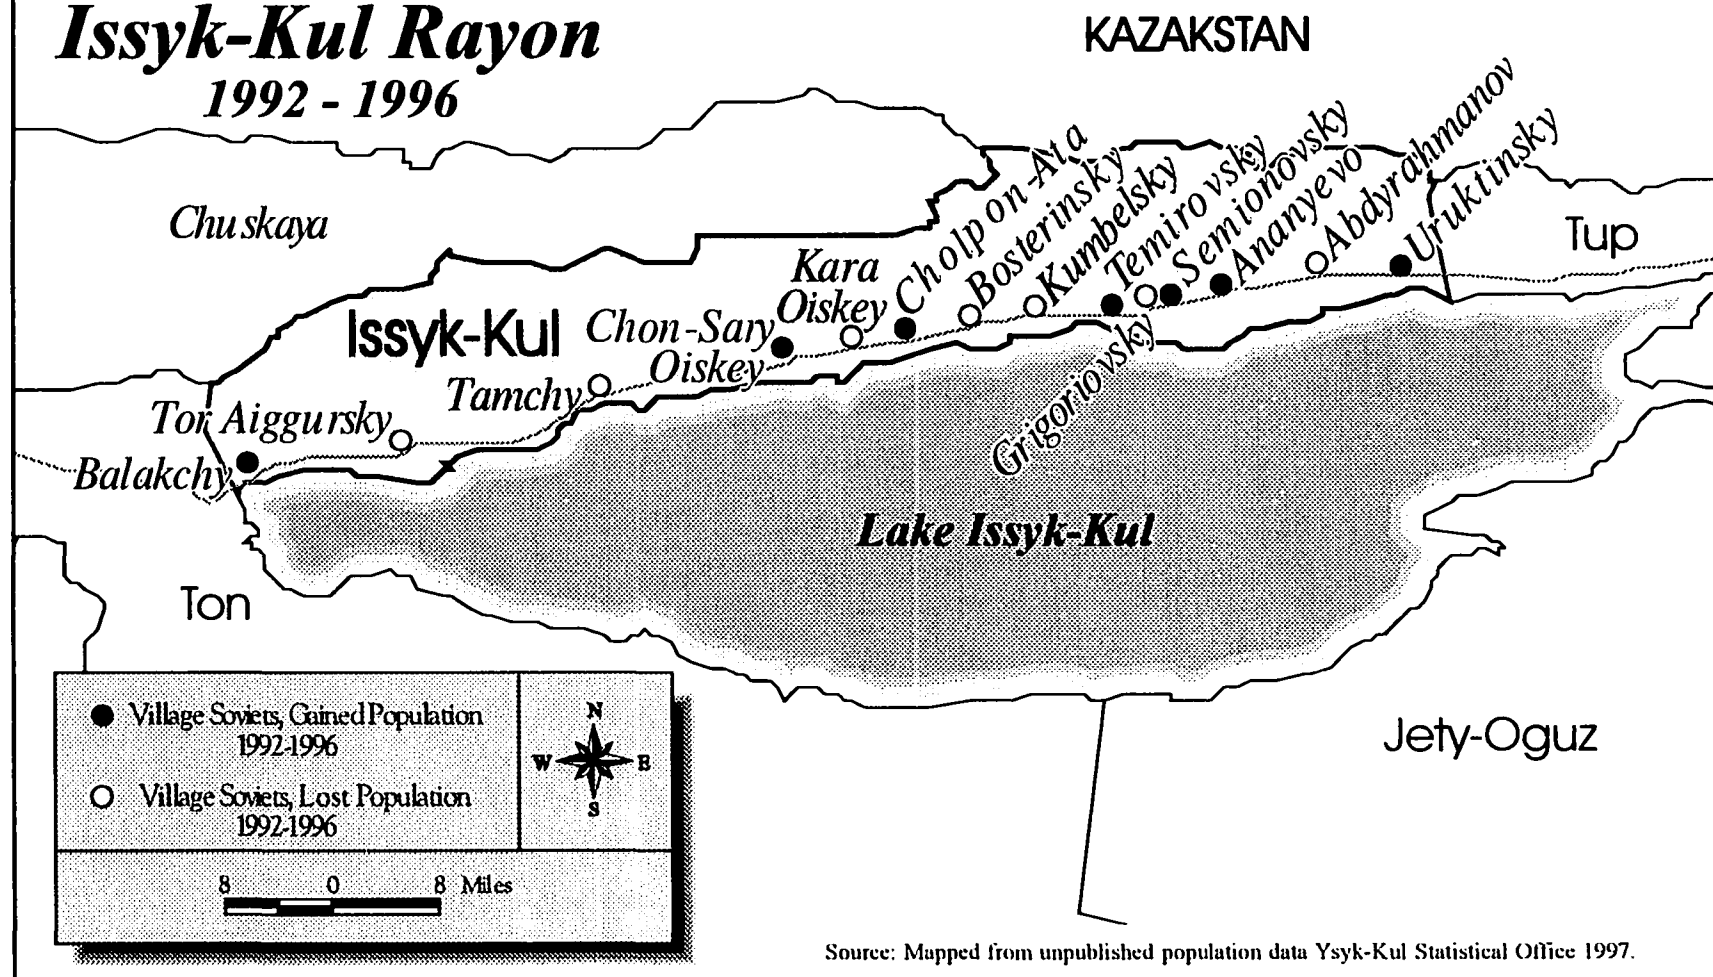 Issyk-Kul Rayon
1992 - 1996
KAZAKSTAN
Chuskaya
Tup
Issyk-Kul
Balakchy
Tor Aiggursky
Tamchy
Chon-Sary
Oiskey
Kara
Oiskey
Cholpon-Ata
Bosterinsky
Kumbelsky
Temirovsky
Grigoriovsky
Semionovsky
Ananyevo
Abdyrahmanov
Uruktinsky
Lake Issyk-Kul
Ton
Jety-Oguz
Village Soviets, Gained Population
1992-1996
Village Soviets, Lost Population
1992-1996
N
W E
S
8 0 8 Miles
Source: Mapped from unpublished population data Ysyk-Kul Statistical Office 1997.